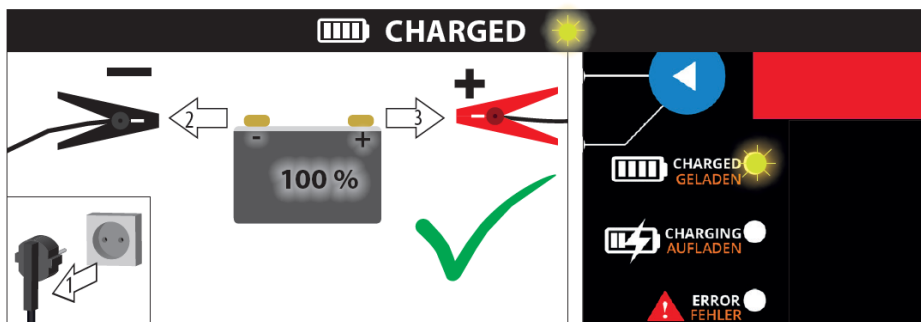 CHARGED
2
3
- +
100 %
1
CHARGED
GELADEN
CHARGING
AUFLADEN
ERROR
FEHLER